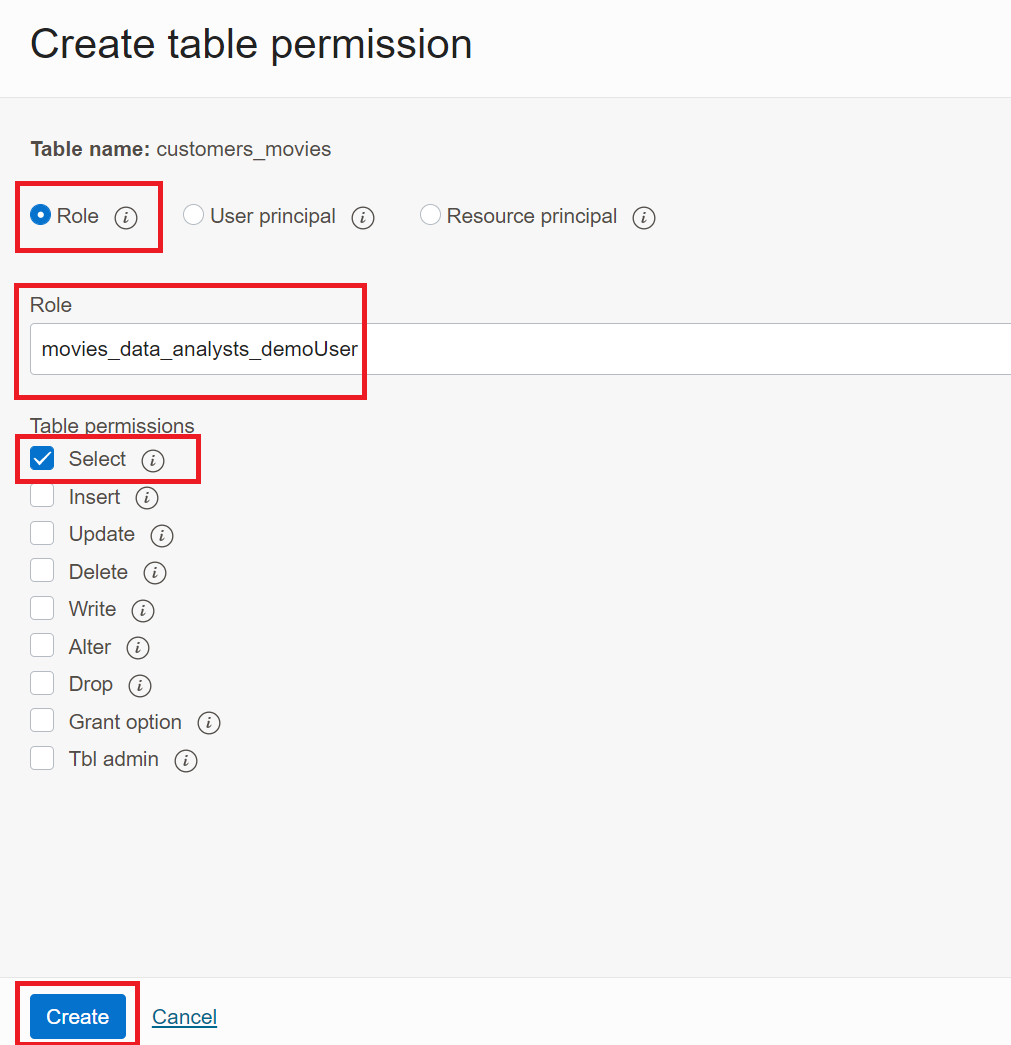 Create table permission
Table name: customers_movies
Role i User principal i Resource principal i
Role
movies_data_analysts_demoUser
Table permissions
Select i
Insert i
Update i
Delete i
Write i
Alter i
Drop i
Grant option i
Tbl admin i
Create Cancel